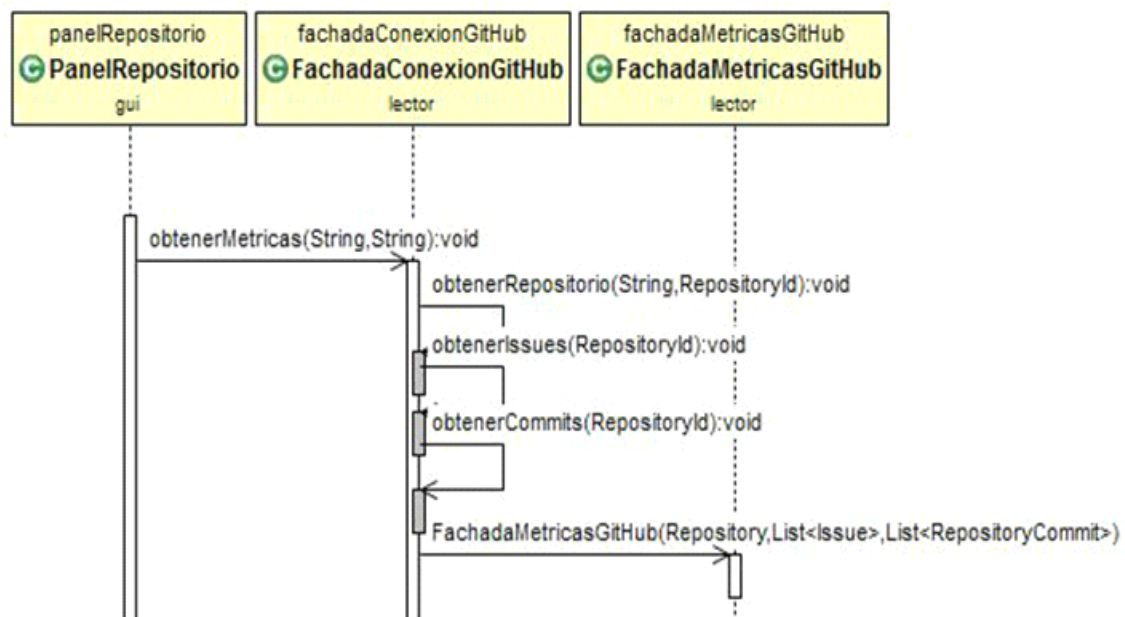 panelRepositorio
PanelRepositorio
gui
fachadaConexionGitHub
FachadaConexionGitHub
lector
fachadaMetricasGitHub
FachadaMetricasGitHub
lector
obtenerMetricas(String,String):void
obtenerRepositorio(String,RepositoryId):void
obtenerIssues(RepositoryId):void
obtenerCommits(RepositoryId):void
FachadaMetricasGitHub(Repository,List<Issue>,List<RepositoryCommit>)